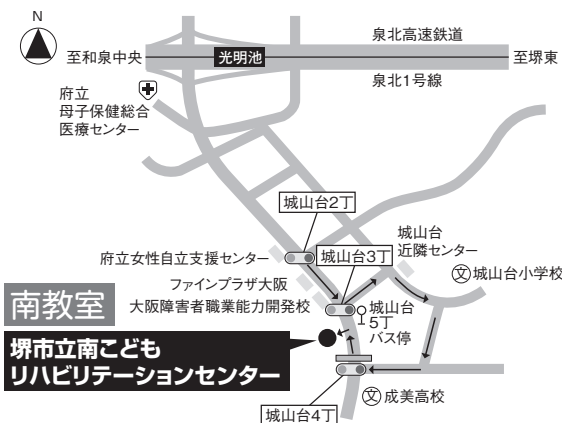 N
泉北高速鉄道
至和泉中央
光明池
至堺東
泉北1号線
府立
母子保健総合
医療センター
城山台2丁
城山台
近隣センター
府立女性自立支援センター
城山台3丁
文城山台小学校
ファインプラザ大阪
大阪障害者職業能力開発校
城山台
5丁
バス停
南教室
堺市立南こども
リハビリテーションセンター
文成美高校
城山台4丁